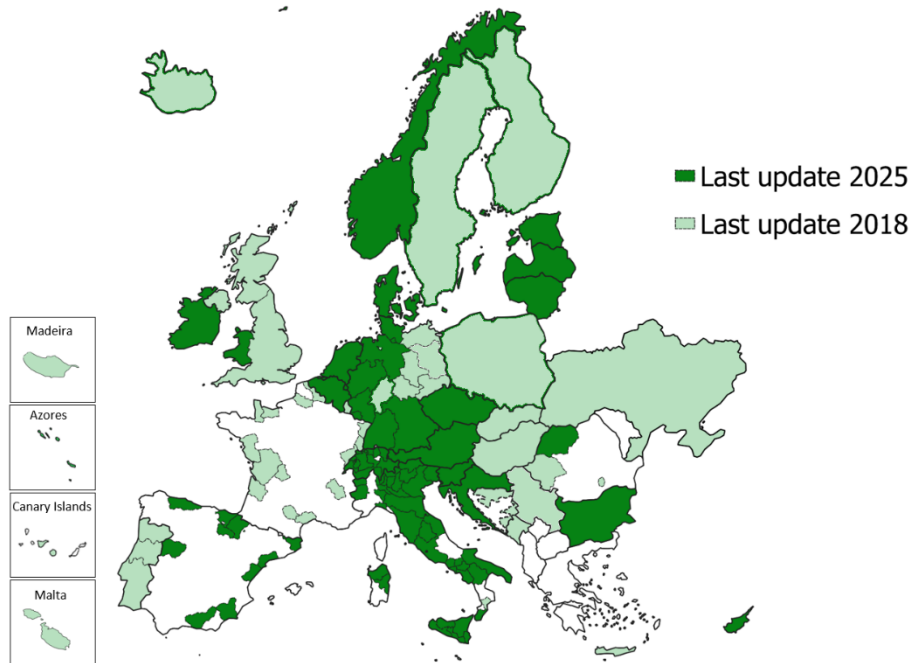 Last update 2025
Last update 2018
Madeira
Azores
Canary Islands
Malta